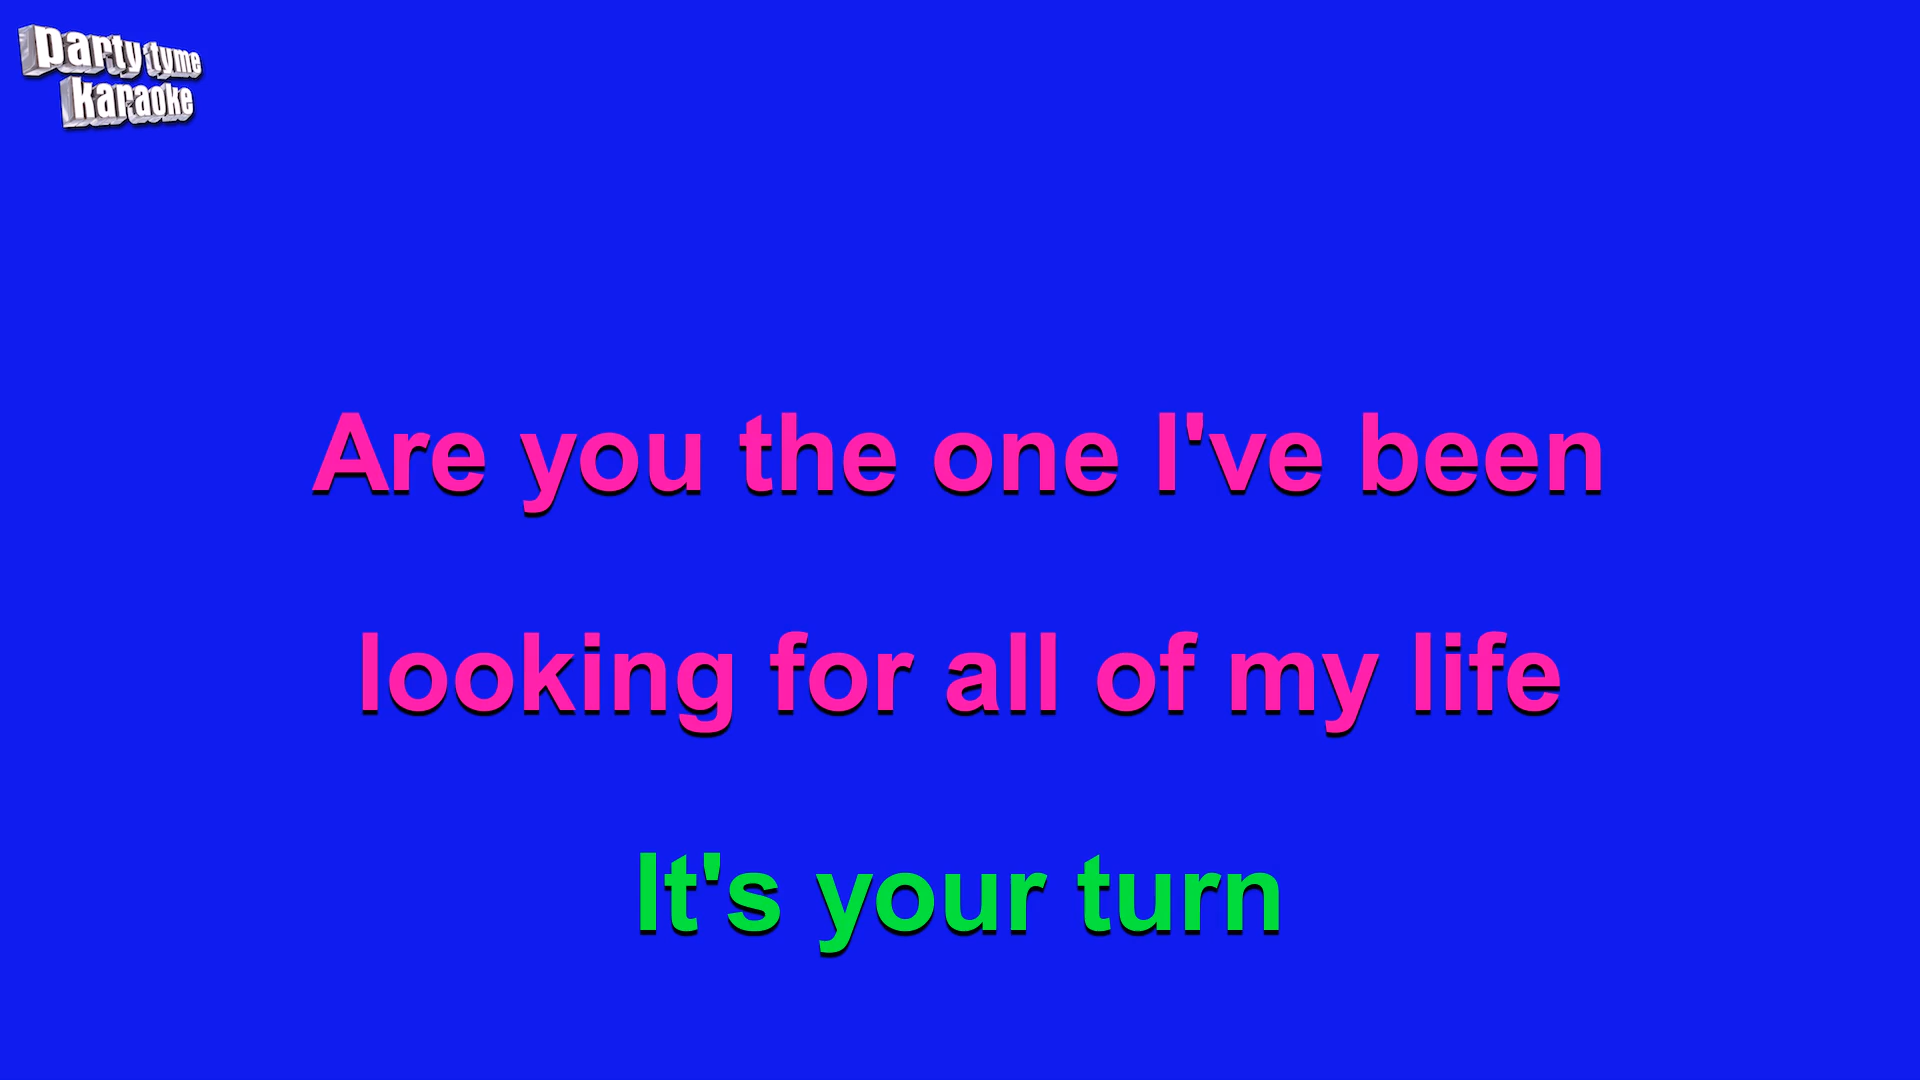 party tyme
karaoke
Are you the one I've been
looking for all of my life
It's your turn